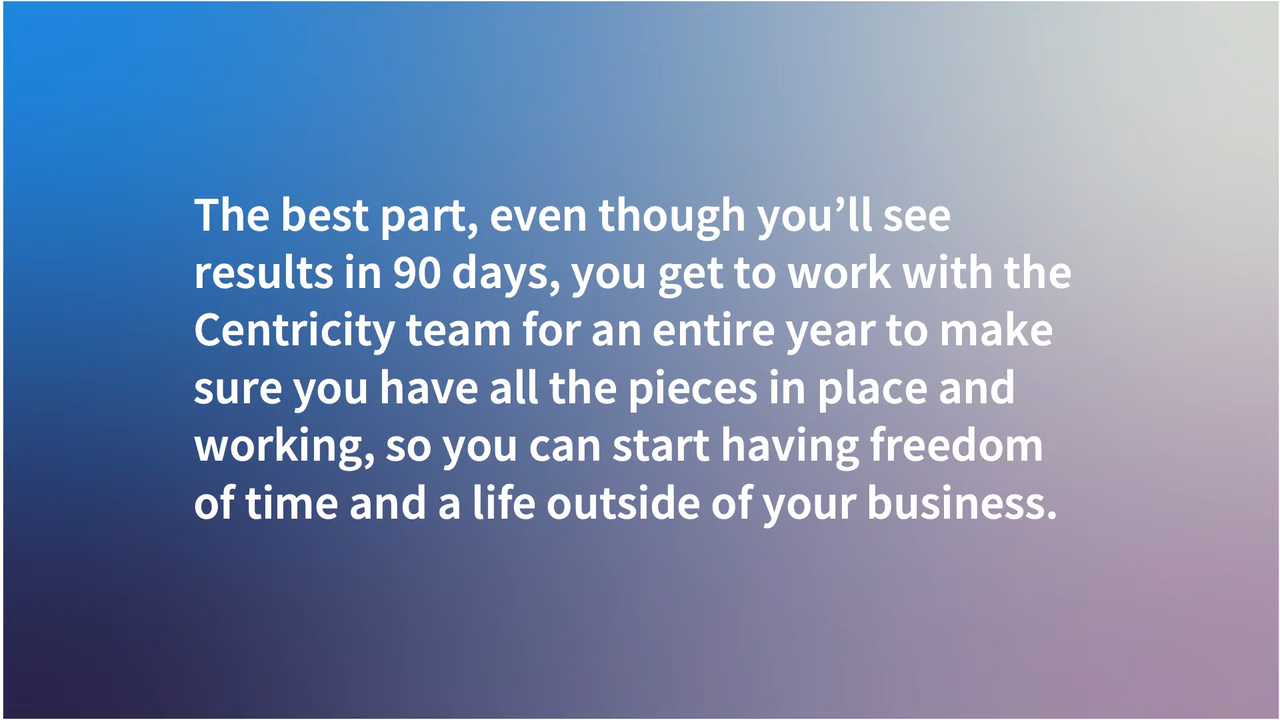 The best part, even though you’ll see
results in 90 days, you get to work with the
Centricity team for an entire year to make
sure you have all the pieces in place and
working, so you can start having freedom
of time and a life outside of your business.